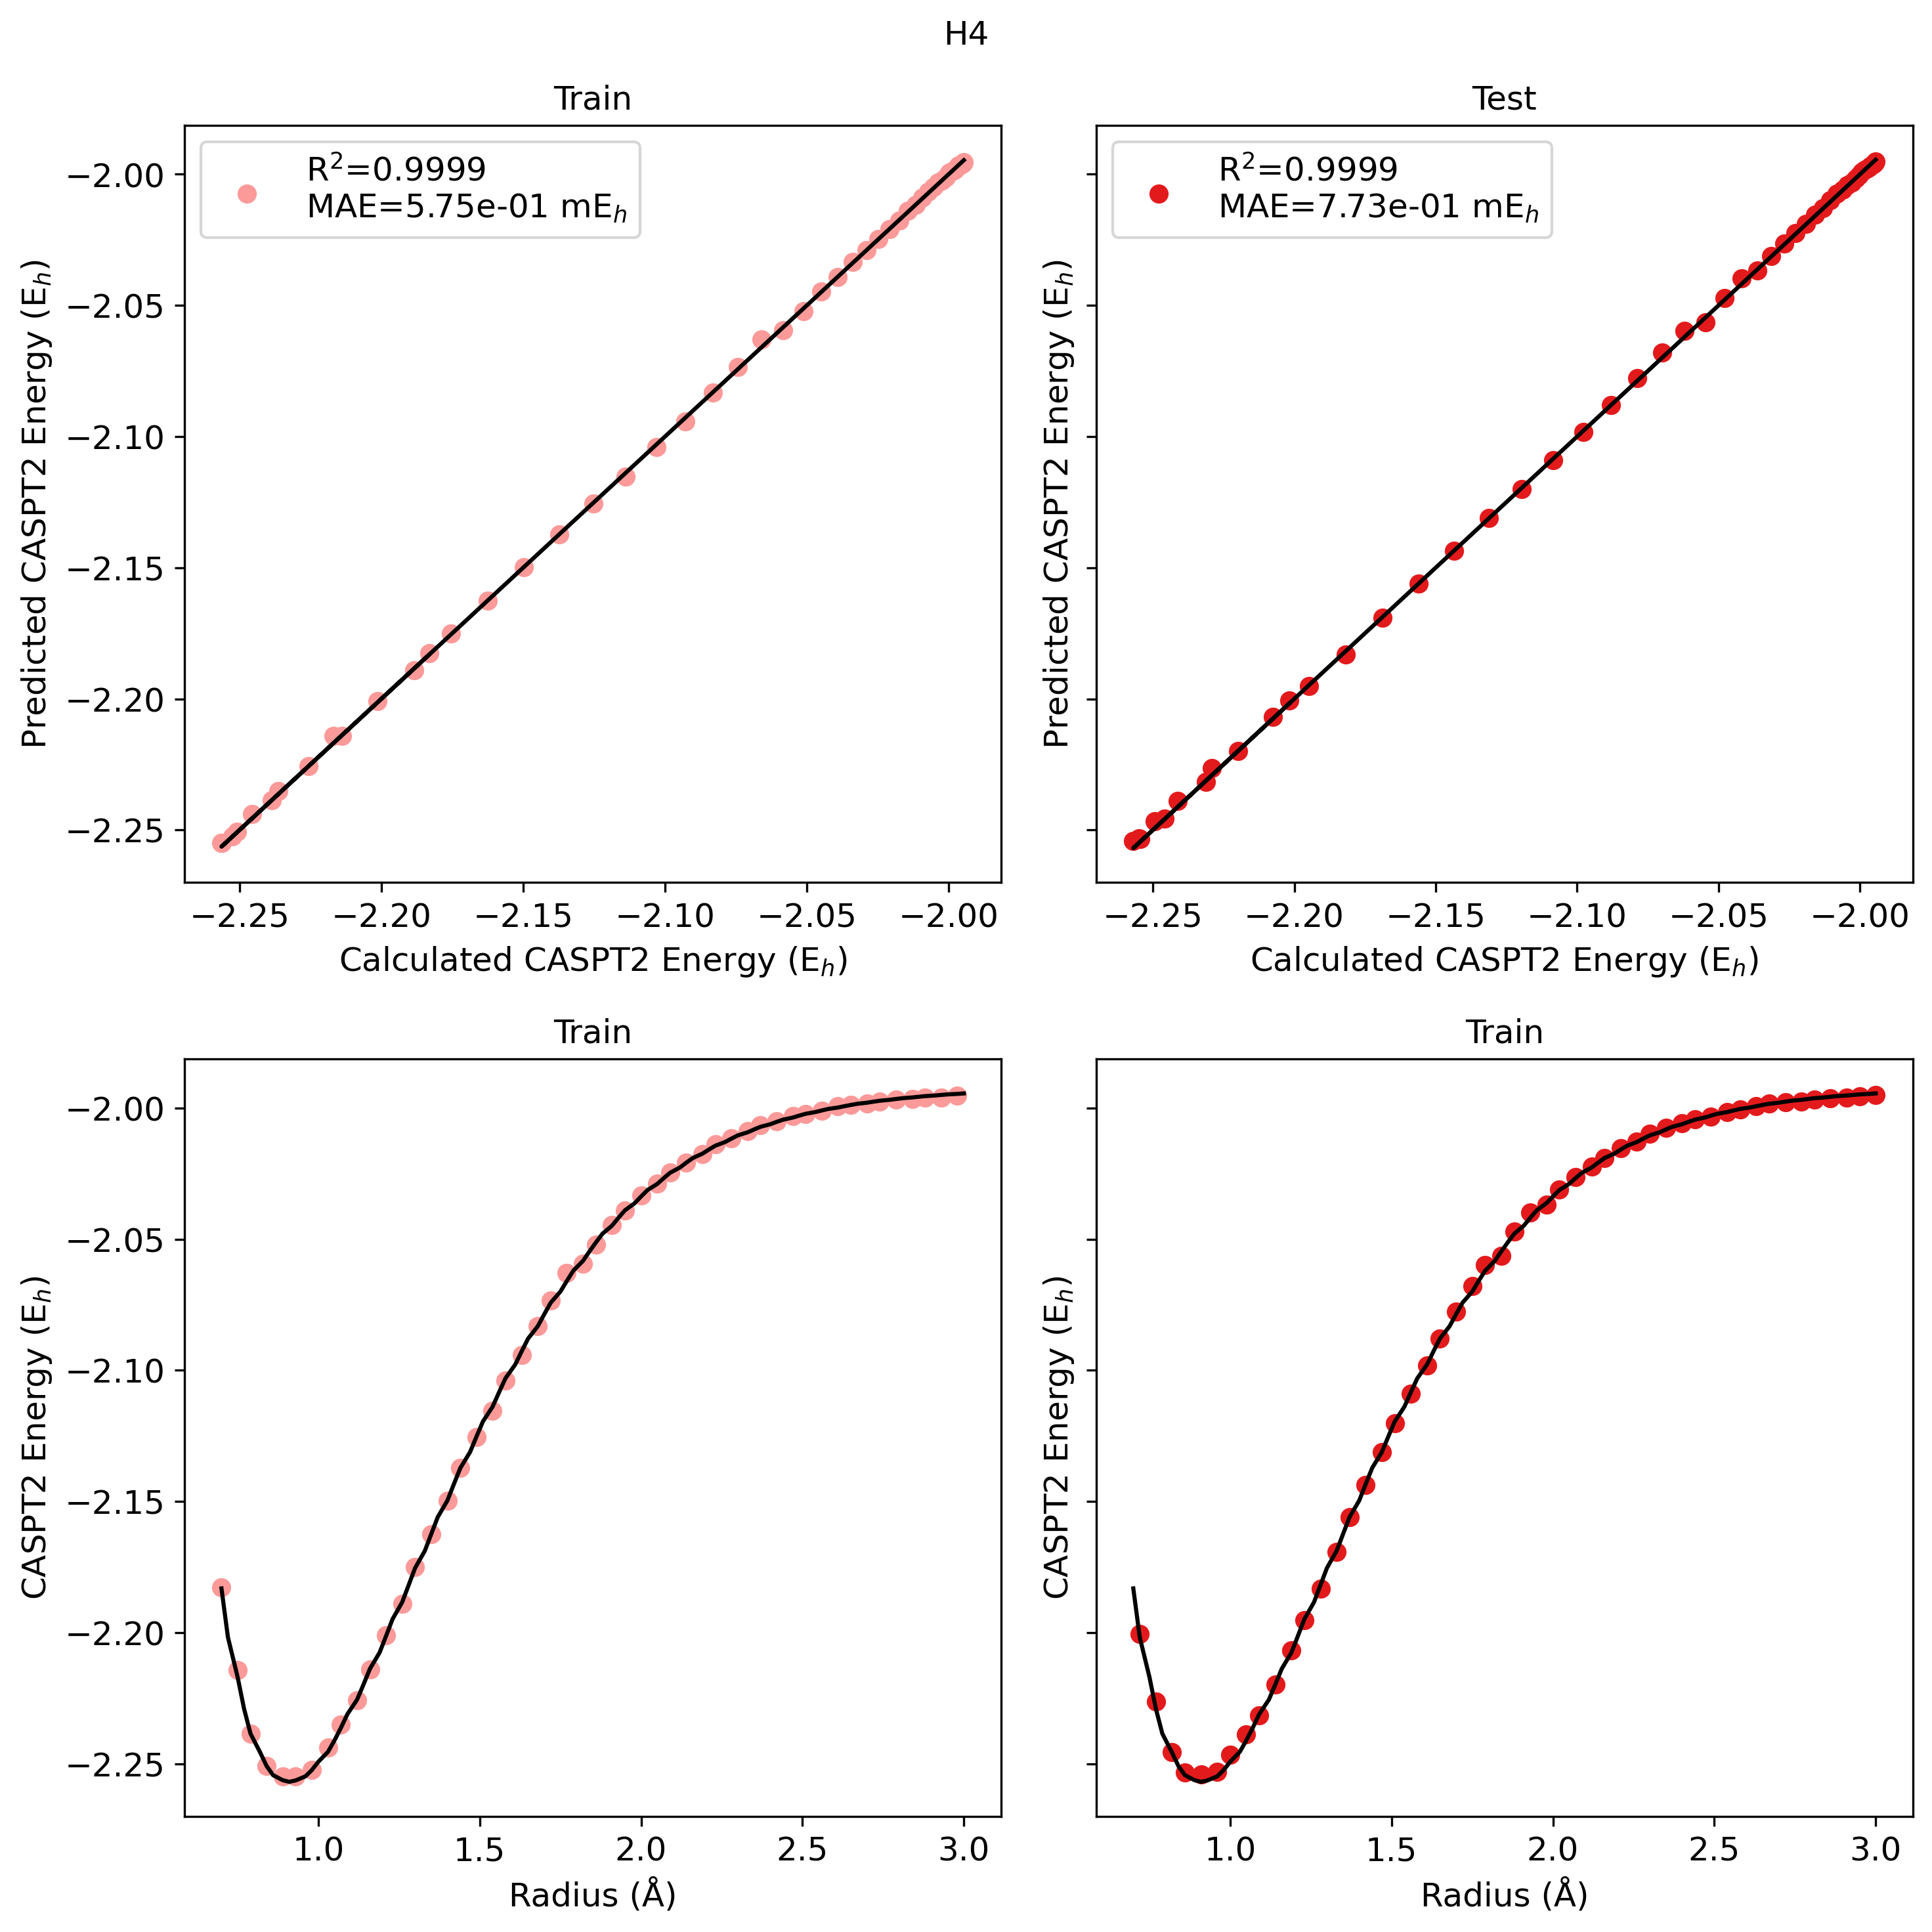 H4
Train
R²=0.9999
MAE=5.75e-01 mEₕ
Predicted CASPT2 Energy (Eₕ)
−2.00
−2.05
−2.10
−2.15
−2.20
−2.25
−2.25 −2.20 −2.15 −2.10 −2.05 −2.00
Calculated CASPT2 Energy (Eₕ)
Test
R²=0.9999
MAE=7.73e-01 mEₕ
Predicted CASPT2 Energy (Eₕ)
−2.25 −2.20 −2.15 −2.10 −2.05 −2.00
Calculated CASPT2 Energy (Eₕ)
Train
CASPT2 Energy (Eₕ)
−2.00
−2.05
−2.10
−2.15
−2.20
−2.25
1.0 1.5 2.0 2.5 3.0
Radius (Å)
Train
CASPT2 Energy (Eₕ)
1.0 1.5 2.0 2.5 3.0
Radius (Å)